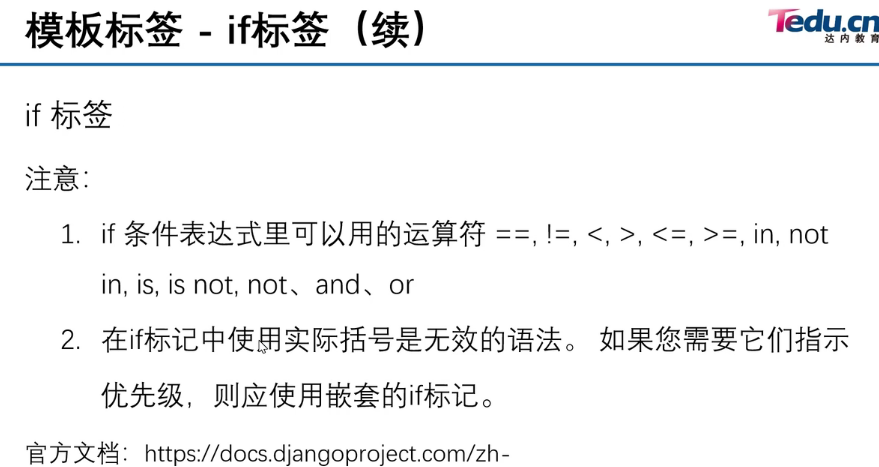 模板标签 - if标签（续）
Tedu.cn
达内教育
if 标签
注意：
1. if 条件表达式里可以用的运算符 ==, !=, <, >, <=, >=, in, not
in, is, is not, not、and、or
2. 在if标记中使用实际括号是无效的语法。 如果您需要它们指示
优先级，则应使用嵌套的if标记。
官方文档：https://docs.djangoproject.com/zh-